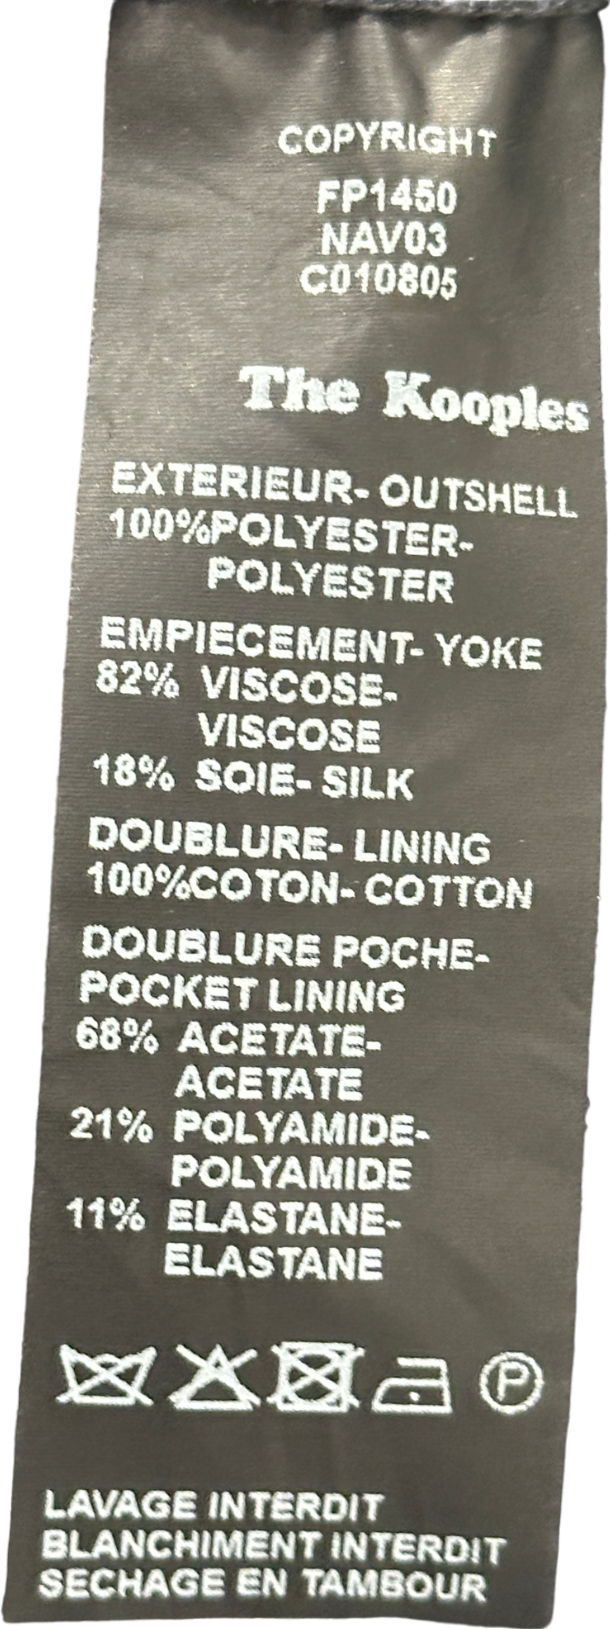 COPYRIGHT
FP1450
NAV03
C010805
The Kooples
EXTERIEUR- OUTSHELL
100%POLYESTER-
POLYESTER
EMPIECEMENT- YOKE
82% VISCOSE-
VISCOSE
18% SOIE- SILK
DOUBLURE- LINING
100%COTON- COTTON
DOUBLURE POCHE-
POCKET LINING
68% ACETATE-
ACETATE
21% POLYAMIDE-
POLYAMIDE
11% ELASTANE-
ELASTANE
P
LAVAGE INTERDIT
BLANCHIMENT INTERDIT
SECHAGE EN TAMBOUR